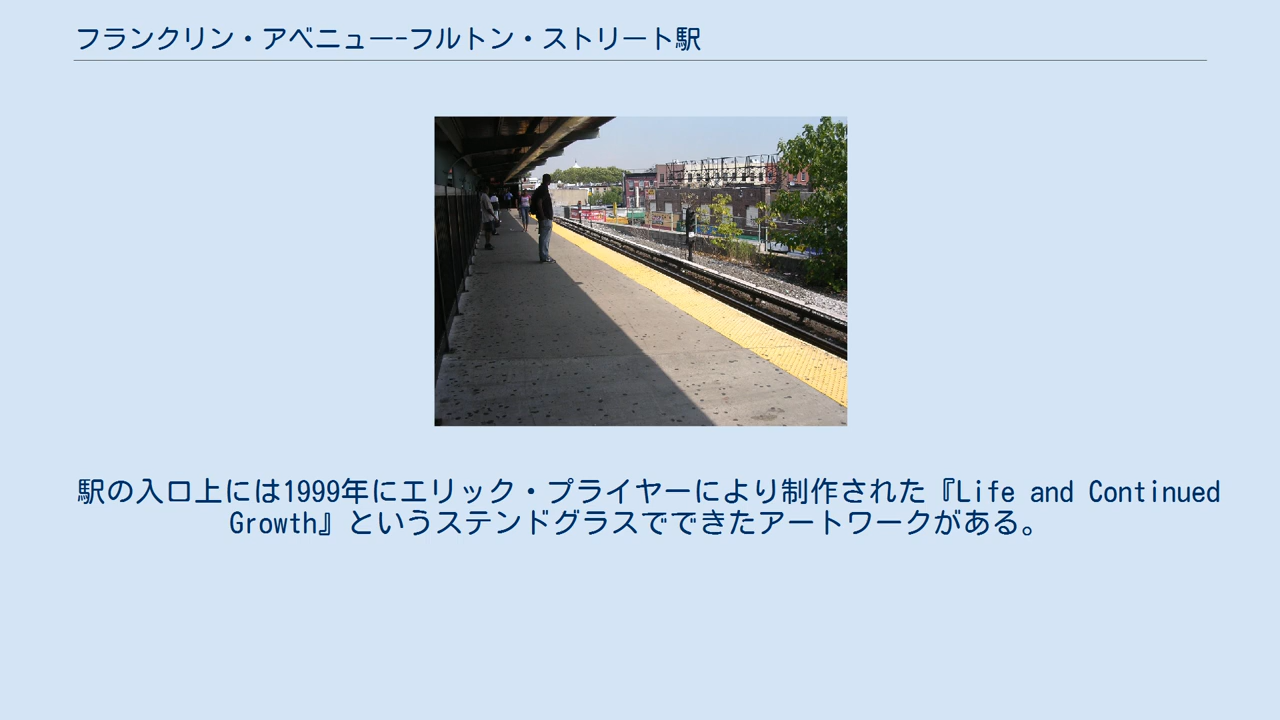 フランクリン・アベニュー-フルトン・ストリート駅
駅の入口上には1999年にエリック・プライヤーにより制作された『Life and Continued
Growth』というステンドグラスでできたアートワークがある。